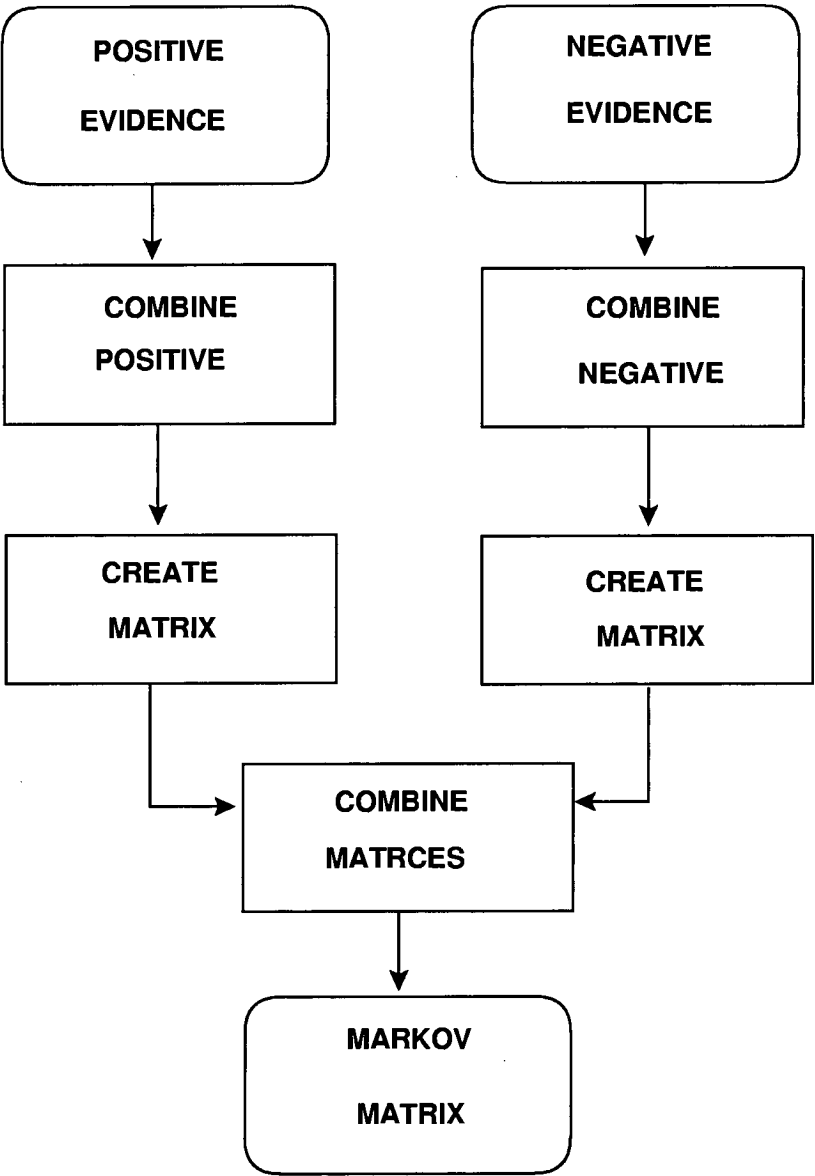 POSITIVE
EVIDENCE
NEGATIVE
EVIDENCE
COMBINE
POSITIVE
COMBINE
NEGATIVE
CREATE
MATRIX
CREATE
MATRIX
COMBINE
MATRCES
MARKOV
MATRIX